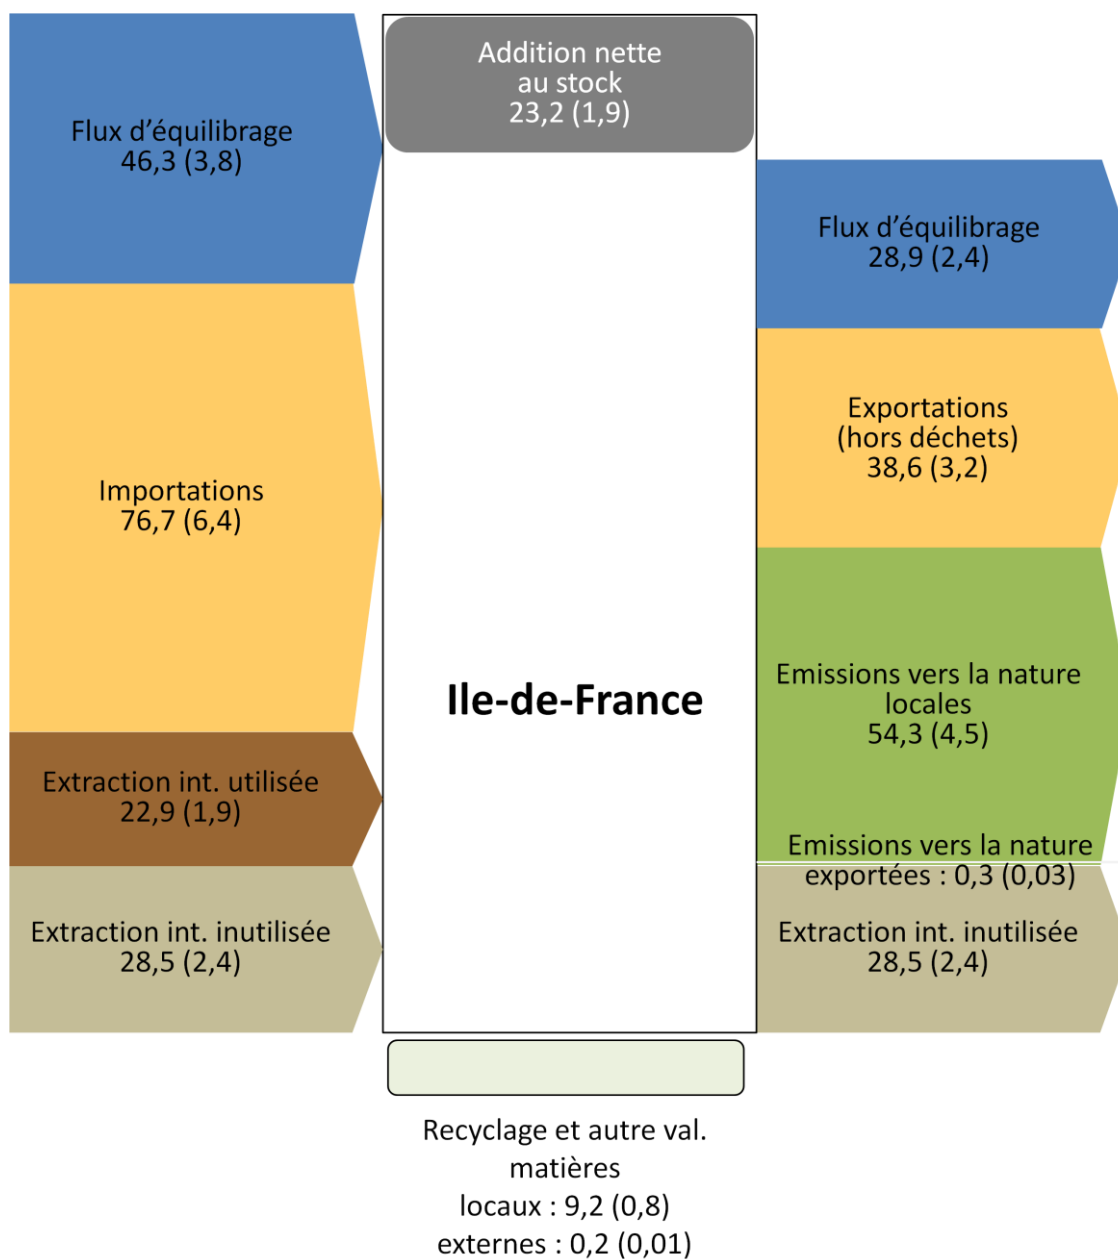 Addition nette
au stock
23,2 (1,9)
Flux d’équilibrage
46,3 (3,8)
Importations
76,7 (6,4)
Extraction int. utilisée
22,9 (1,9)
Extraction int. inutilisée
28,5 (2,4)
Ile-de-France
Flux d’équilibrage
28,9 (2,4)
Exportations
(hors déchets)
38,6 (3,2)
Emissions vers la nature
locales
54,3 (4,5)
Emissions vers la nature
exportées : 0,3 (0,03)
Extraction int. inutilisée
28,5 (2,4)
Recyclage et autre val.
matières
locaux : 9,2 (0,8)
externes : 0,2 (0,01)